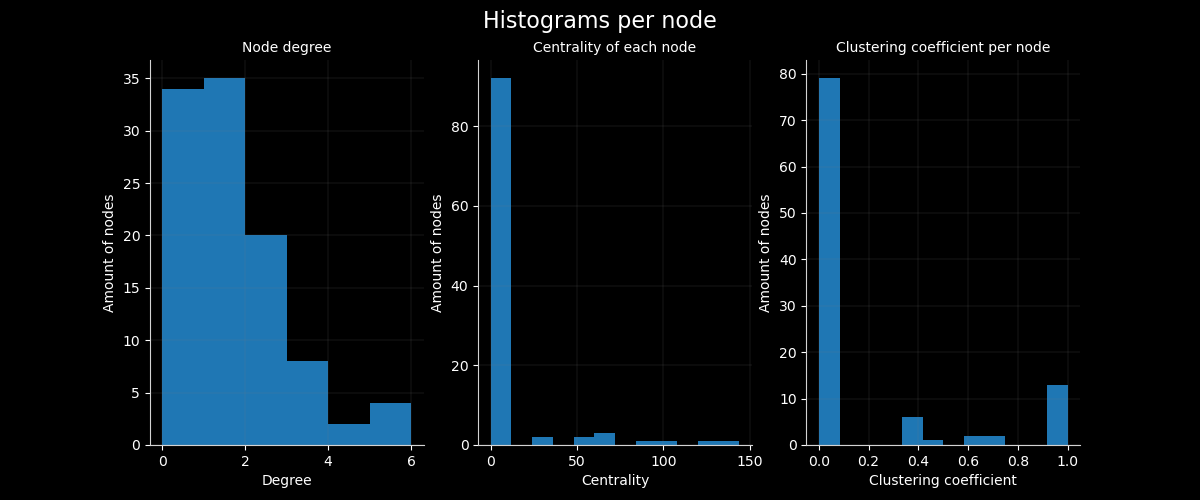 Histograms per node
Node degree
Amount of nodes
35
30
25
20
15
10
5
0
0 2 4 6
Degree
Centrality of each node
Amount of nodes
80
60
40
20
0
0 50 100 150
Centrality
Clustering coefficient per node
Amount of nodes
80
70
60
50
40
30
20
10
0
0.0 0.2 0.4 0.6 0.8 1.0
Clustering coefficient